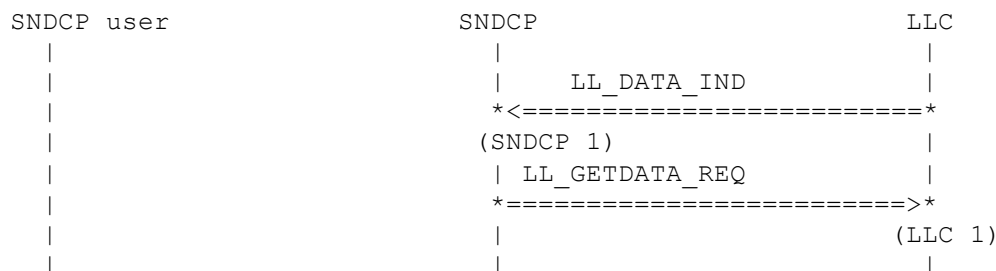 SNDCP user                 SNDCP                      LLC
  |                          |                          |
  |                          |    LL_DATA_IND           |
  |                          *<=========================*
  |                        (SNDCP 1)                    |
  |                          | LL_GETDATA_REQ           |
  |                          *=========================>*
  |                          |                        (LLC 1)
  |                          |                          |